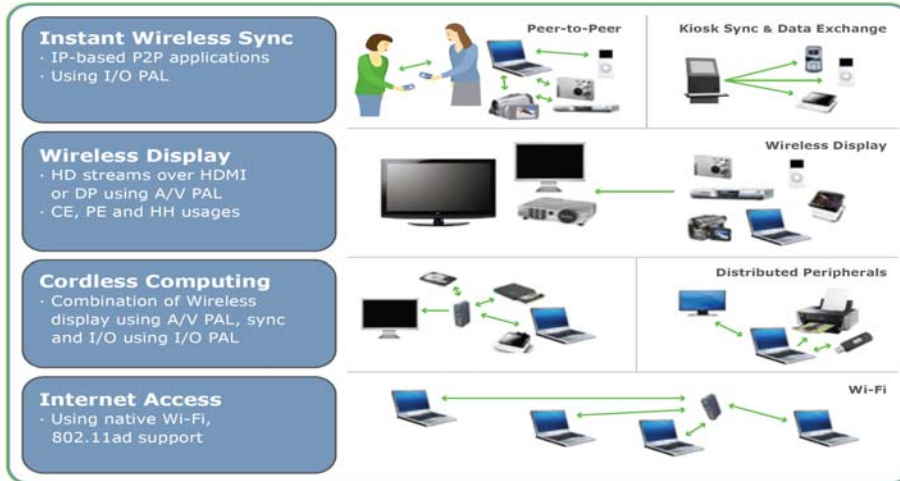 Instant Wireless Sync
· IP-based P2P applications
· Using I/O PAL
Peer-to-Peer
Kiosk Sync & Data Exchange
Wireless Display
· HD streams over HDMI
or DP using A/V PAL
· CE, PE and HH usages
Wireless Display
Cordless Computing
· Combination of Wireless
display using A/V PAL, sync
and I/O using I/O PAL
Distributed Peripherals
Internet Access
· Using native Wi-Fi,
802.11ad support
Wi-Fi